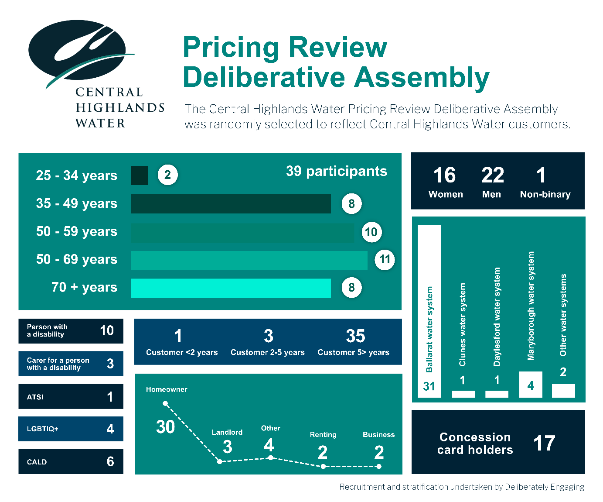 CENTRAL
HIGHLANDS
WATER
Pricing Review
Deliberative Assembly
The Central Highlands Water Pricing Review Deliberative Assembly
was randomly selected to reflect Central Highlands Water customers.
39 participants
25 - 34 years 2
35 - 49 years 8
50 - 59 years 10
50 - 69 years 11
70 + years 8
16 22 1
Women Men Non-binary
Ballarat water system 31
Clunes water system 1
Daylesford water system 1
Maryborough water system 4
Other water systems 2
Person with
a disability 10
Carer for a person
with a disability 3
ATSI 1
LGBTIQ+ 4
CALD 6
1 3 35
Customer <2 years Customer 2-5 years Customer 5> years
Homeowner 30
Landlord 3
Other 4
Renting 2
Business 2
Concession
card holders 17
Recruitment and stratification undertaken by Deliberately Engaging